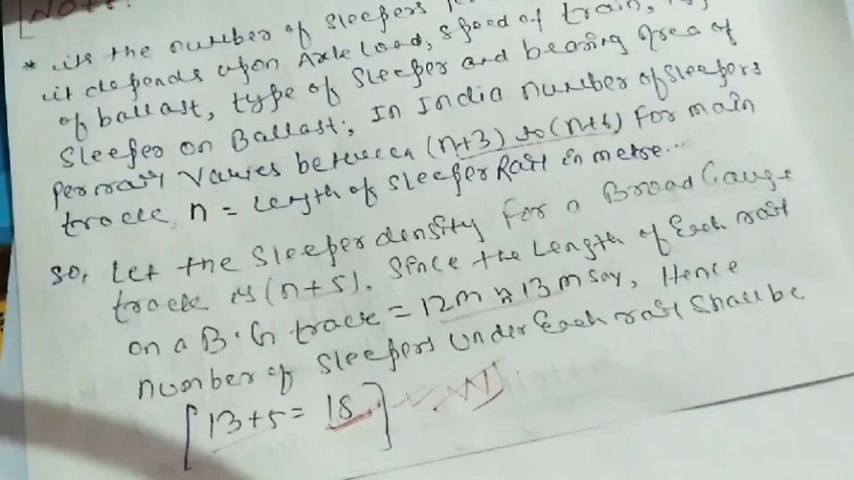 [Note:
* it is the number of sleepers
it depends upon Axle load, speed of train,
of ballast, type of sleeper and bearing area of
sleeper on Ballast; In India number of sleepers
per rail varies between (n+3) to (n+6) for main
track, n = Length of sleeper Rail in metre...
so, Let the sleeper density for a Broad Gauge
track is (n+5). Since the Length of Each rail
on a B.G track = 12m ≈ 13m say, Hence
number of sleepers under Each rail shall be
[13+5 = 18]